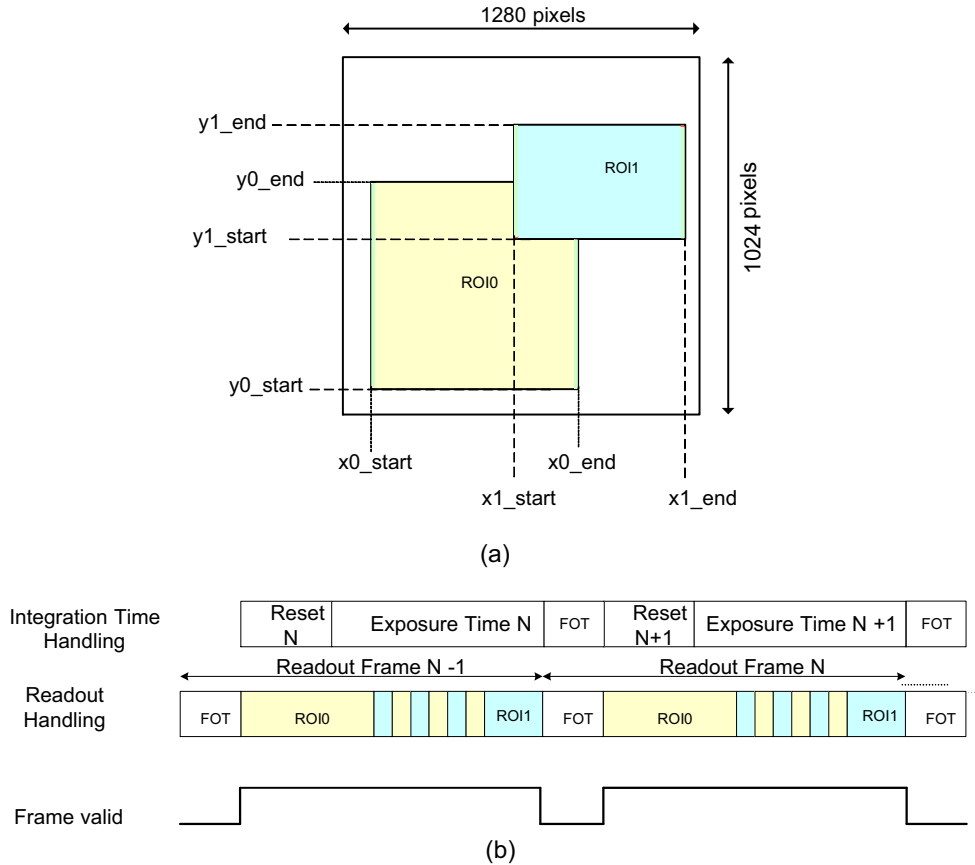 1280 pixels
y1_end
ROI1
y0_end
1024 pixels
y1_start
ROI0
y0_start
x0_start
x0_end
x1_start
x1_end
(a)
Integration Time
Handling
Reset
N
Exposure Time N
FOT
Reset
N+1
Exposure Time N +1
FOT
Readout Frame N -1
Readout Frame N
Readout
Handling
FOT
ROI0
ROI1
FOT
ROI0
ROI1
FOT
Frame valid
(b)